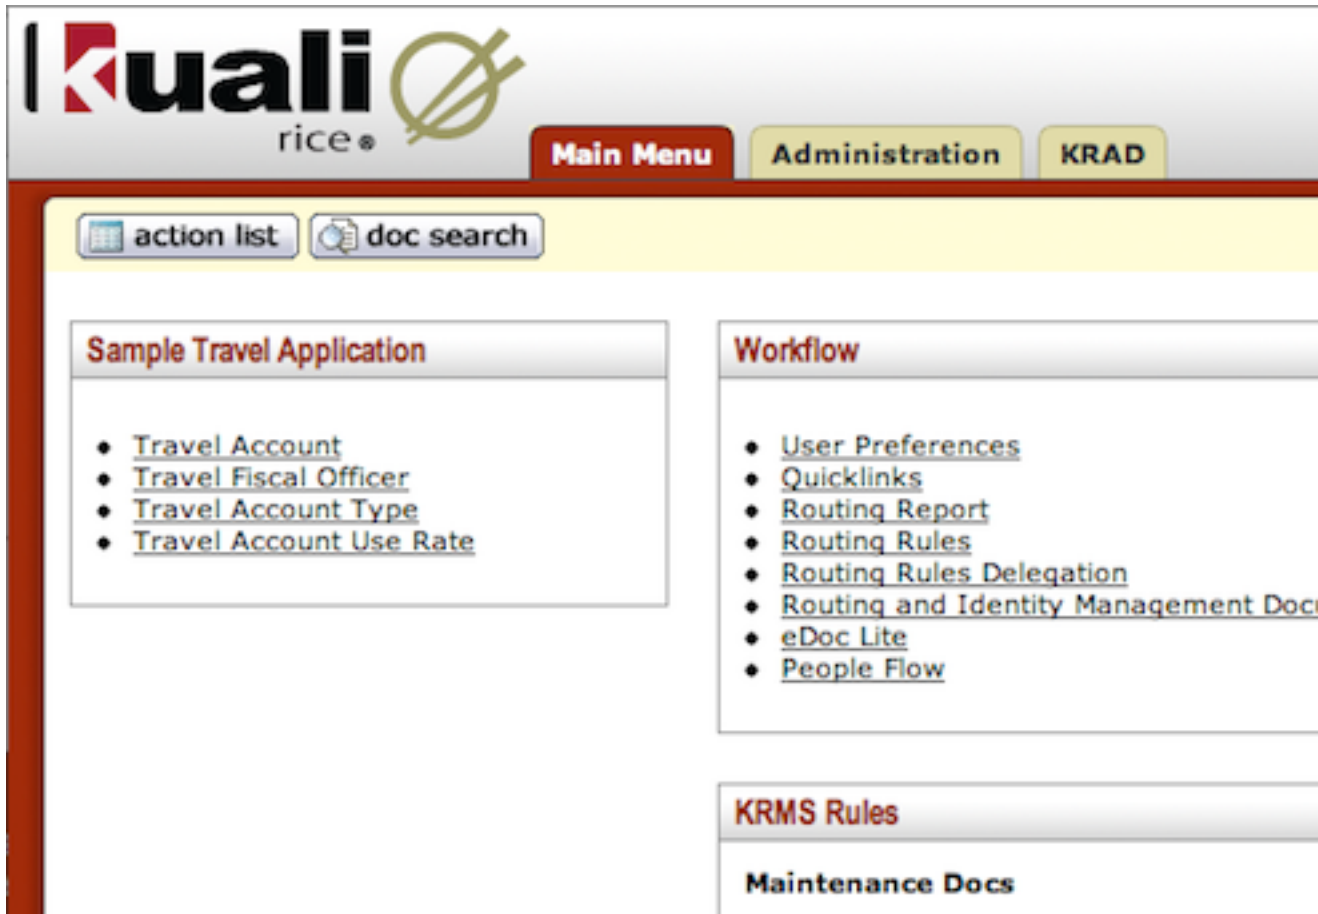 kuali
rice®
Main Menu
Administration
KRAD
action list
doc search
Sample Travel Application
Travel Account
Travel Fiscal Officer
Travel Account Type
Travel Account Use Rate
Workflow
User Preferences
Quicklinks
Routing Report
Routing Rules
Routing Rules Delegation
Routing and Identity Management Docu
eDoc Lite
People Flow
KRMS Rules
Maintenance Docs